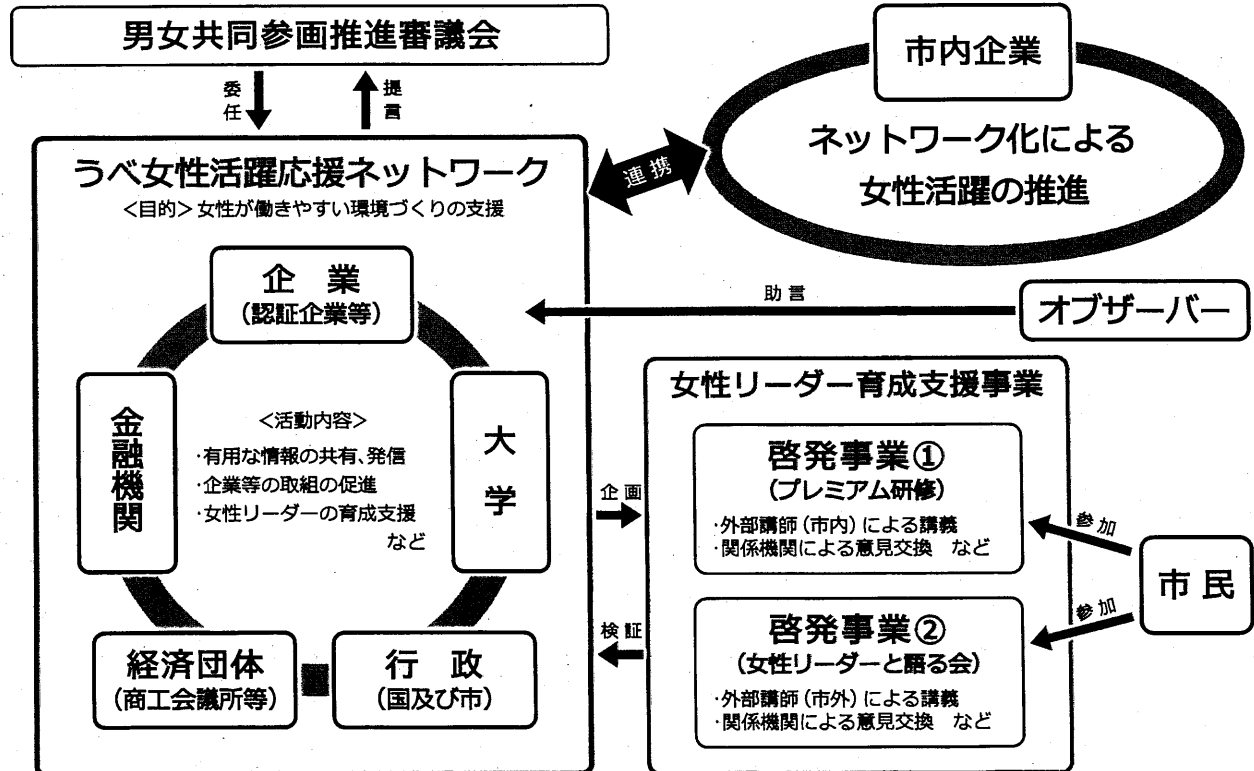 男女共同参画推進審議会
委任
提言
市内企業
ネットワーク化による
女性活躍の推進
連携
うべ女性活躍応援ネットワーク
<目的>女性が働きやすい環境づくりの支援
企業
(認証企業等)
金融機関
<活動内容>
・有用な情報の共有、発信
・企業等の取組の促進
・女性リーダーの育成支援
など
大学
経済団体
(商工会議所等)
行政
(国及び市)
助言
オブザーバー
企画
検証
女性リーダー育成支援事業
啓発事業①
(プレミアム研修)
・外部講師(市内)による講義
・関係機関による意見交換 など
啓発事業②
(女性リーダーと語る会)
・外部講師(市外)による講義
・関係機関による意見交換 など
参加
参加
市民